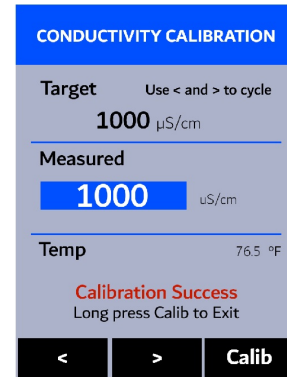 CONDUCTIVITY CALIBRATION
Target Use < and > to cycle
1000 µS/cm
Measured
1000 uS/cm
Temp 76.5 ºF
Calibration Success
Long press Calib to Exit
< > Calib